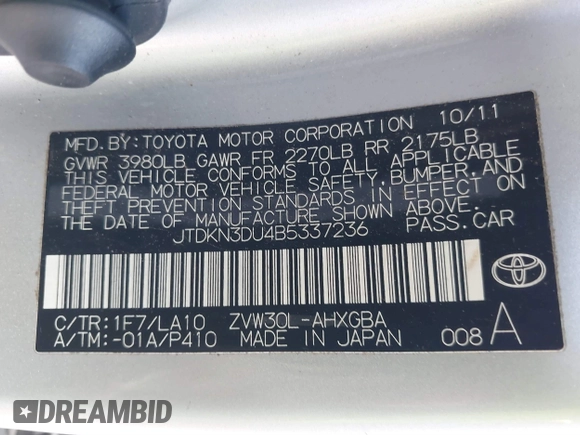 MFD. BY: TOYOTA MOTOR CORPORATION 10/11
GVWR 3980LB GAWR FR 2270LB RR 2175LB
THIS VEHICLE CONFORMS TO ALL APPLICABLE
FEDERAL MOTOR VEHICLE SAFETY, BUMPER, AND
THEFT PREVENTION STANDARDS IN EFFECT ON
THE DATE OF MANUFACTURE SHOWN ABOVE.
JTDKN3DU4B5337236 PASS. CAR
C/TR: 1F7/LA10 ZVW30L-AHXGBA
A/TM: -01A/P410 MADE IN JAPAN 008 A
DREAMBID